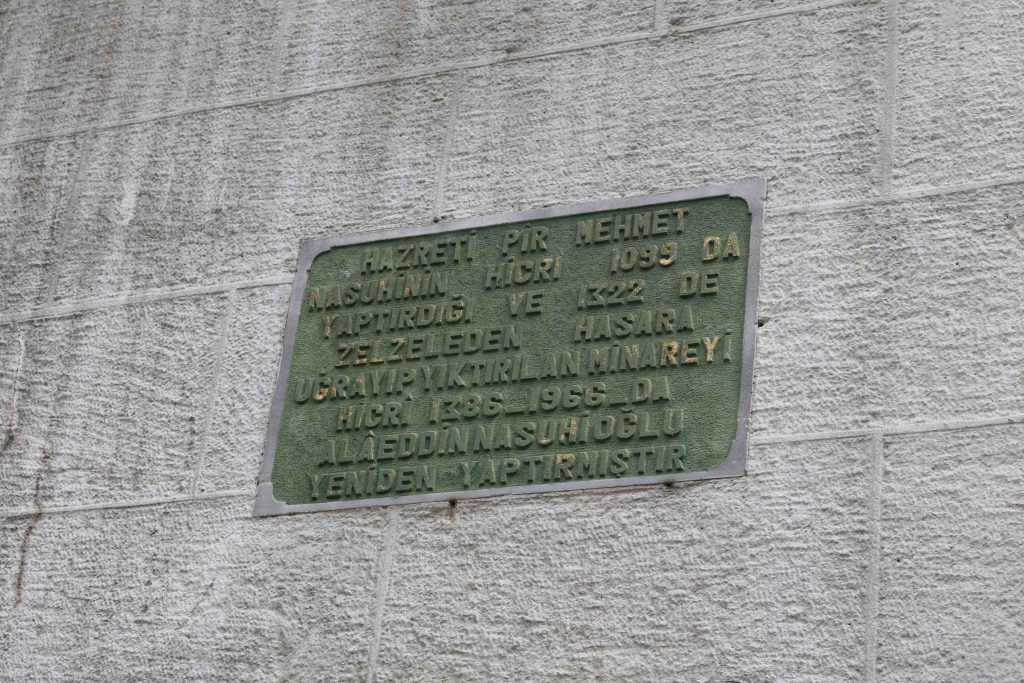 HAZRETİ PİR MEHMET
NASUHİNİN HİCRI 1099 DA
YAPTIRDIĞI VE 1322 DE
ZELZELEDEN HASARA
UĞRAYIP YIKTIRILAN MİNAREYİ
HİCRİ 1386_1966_DA
ALÂEDDİN NASUHİOĞLU
YENİDEN YAPTIRMIŞTIR